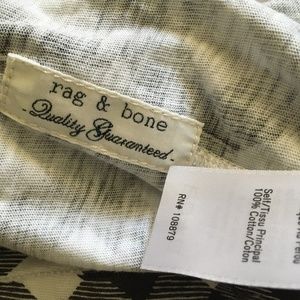 rag & bone
Quality Guaranteed
Self/Tissu Principal
100% Cotton/Coton
RN# 108879